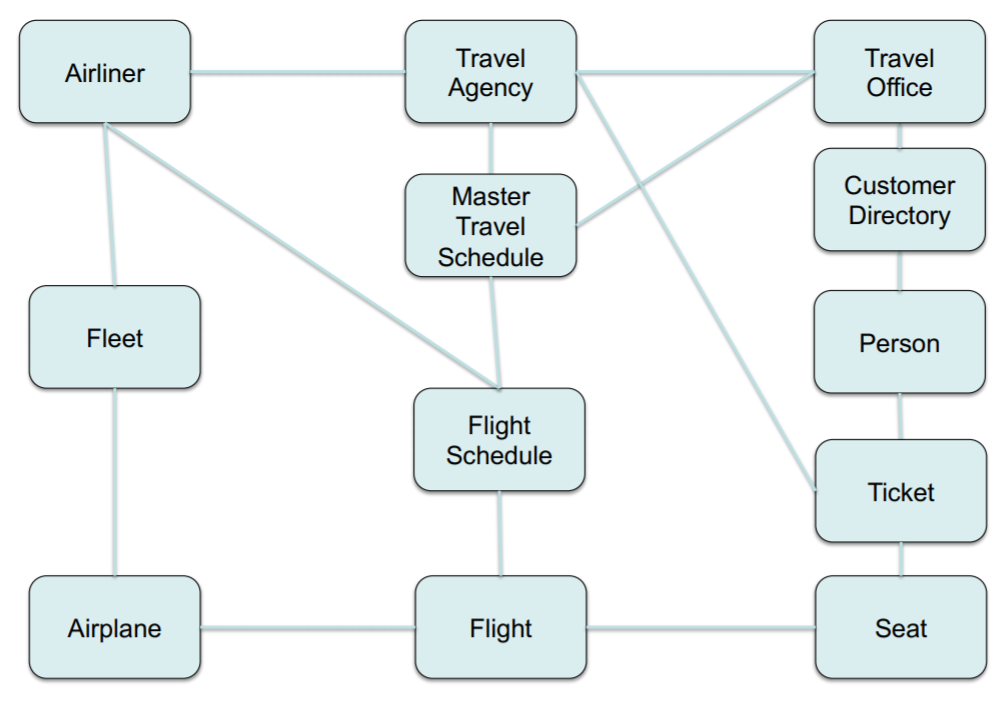 Airliner
Travel
Agency
Travel
Office
Master
Travel
Schedule
Customer
Directory
Fleet
Person
Flight
Schedule
Ticket
Airplane
Flight
Seat